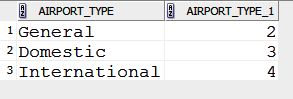 AIRPORT_TYPE AIRPORT_TYPE_1
1 General 2
2 Domestic 3
3 International 4